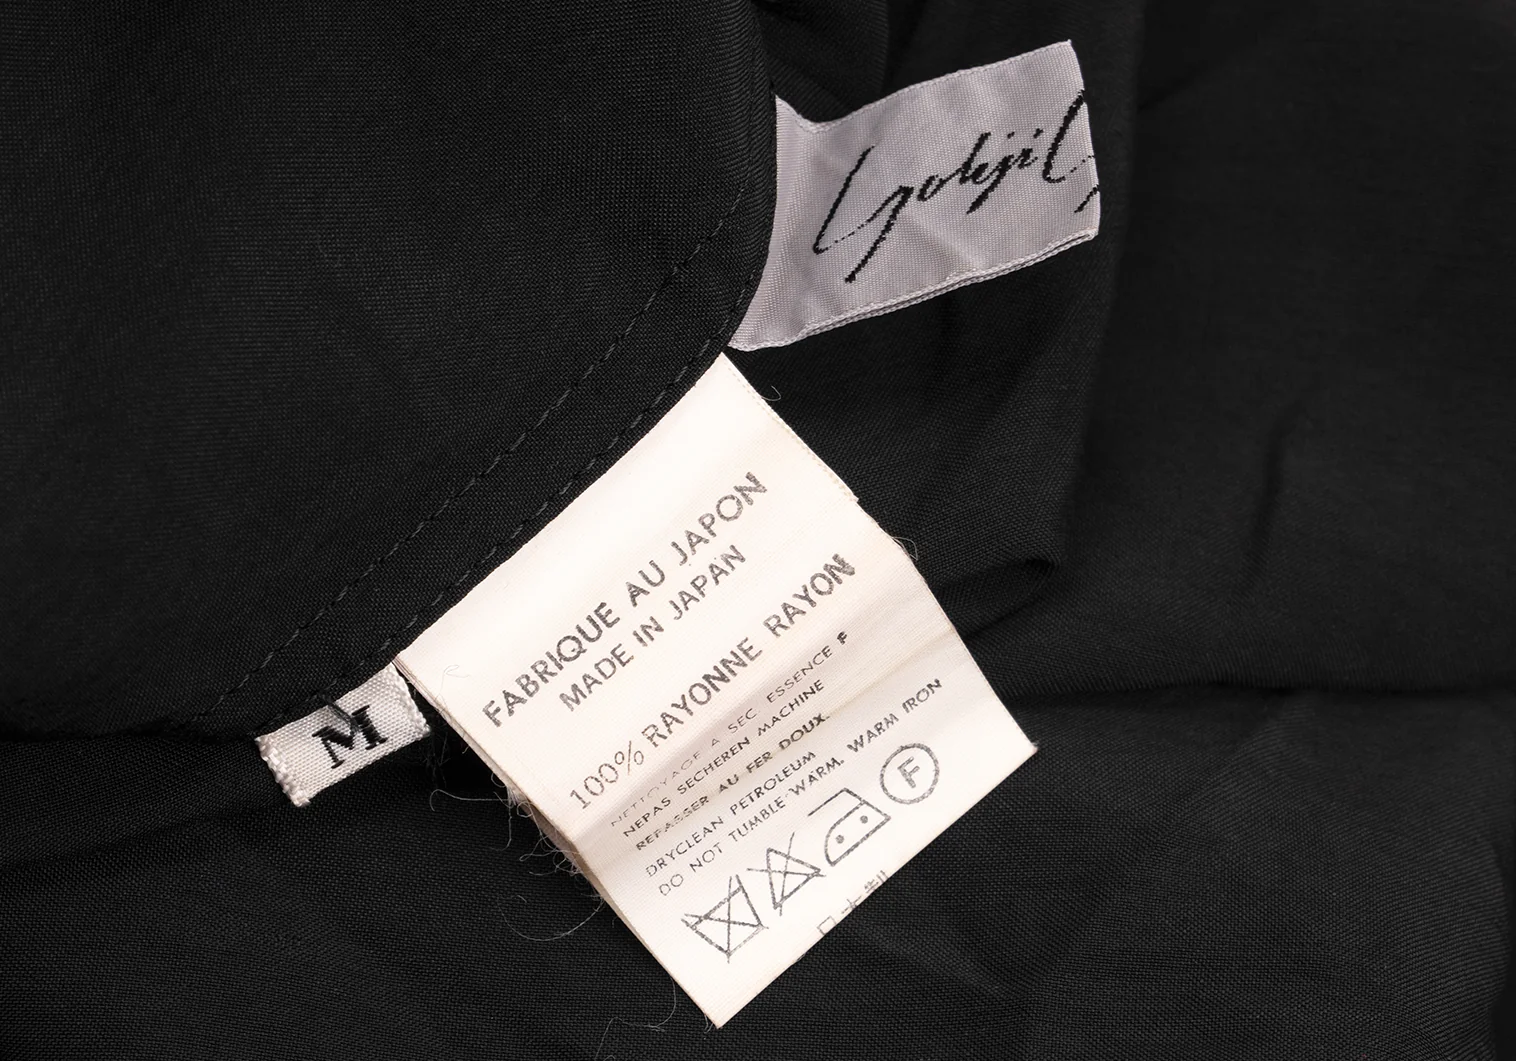 Yohji
M
FABRIQUE AU JAPON
MADE IN JAPAN
100% RAYONNE RAYON
NETTOYAGE A SEC. ESSENCE F
NEPAS SECHEREN MACHINE
REPASSER AU FER DOUX.
DRYCLEAN PETROLEUM
DO NOT TUMBLE·WARM. WARM IRON
F